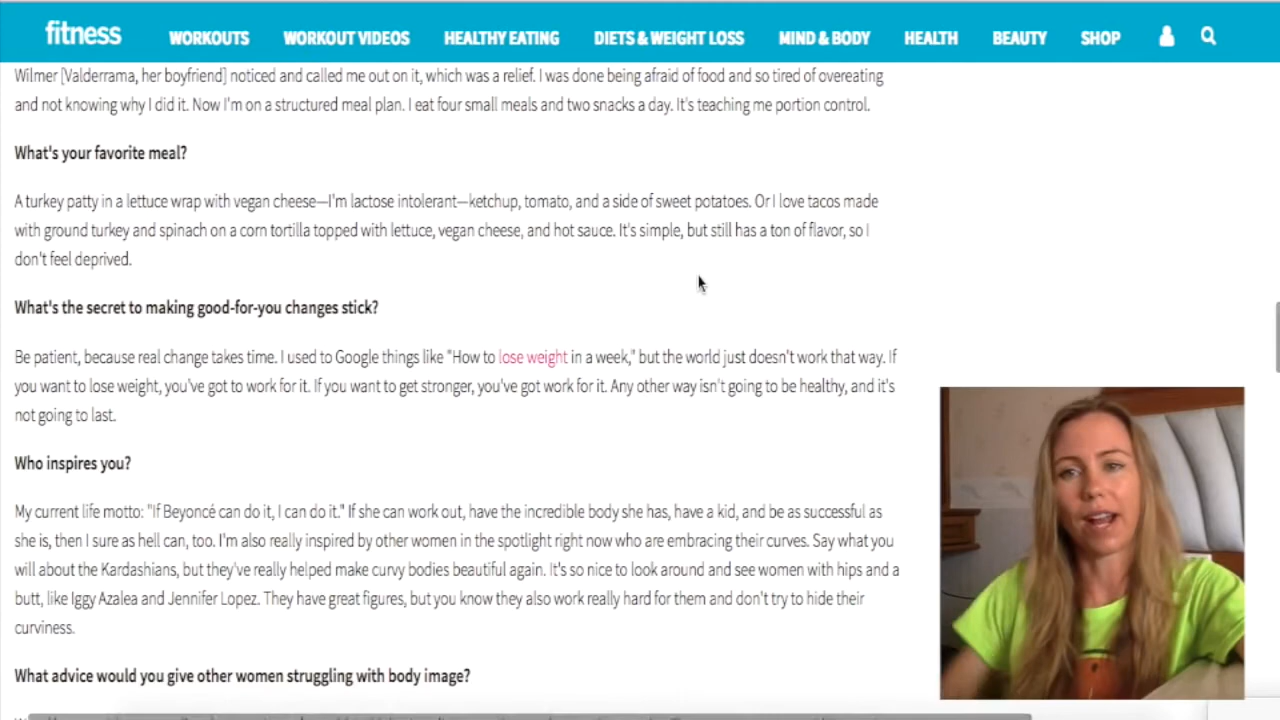 fitness
WORKOUTS WORKOUT VIDEOS HEALTHY EATING DIETS & WEIGHT LOSS MIND & BODY HEALTH BEAUTY SHOP
Wilmer [Valderrama, her boyfriend] noticed and called me out on it, which was a relief. I was done being afraid of food and so tired of overeating
and not knowing why I did it. Now I'm on a structured meal plan. I eat four small meals and two snacks a day. It's teaching me portion control.
What's your favorite meal?
A turkey patty in a lettuce wrap with vegan cheese—I'm lactose intolerant—ketchup, tomato, and a side of sweet potatoes. Or I love tacos made
with ground turkey and spinach on a corn tortilla topped with lettuce, vegan cheese, and hot sauce. It's simple, but still has a ton of flavor, so I
don't feel deprived.
What's the secret to making good-for-you changes stick?
Be patient, because real change takes time. I used to Google things like "How to lose weight in a week," but the world just doesn't work that way. If
you want to lose weight, you've got to work for it. If you want to get stronger, you've got work for it. Any other way isn't going to be healthy, and it's
not going to last.
Who inspires you?
My current life motto: "If Beyoncé can do it, I can do it." If she can work out, have the incredible body she has, have a kid, and be as successful as
she is, then I sure as hell can, too. I'm also really inspired by other women in the spotlight right now who are embracing their curves. Say what you
will about the Kardashians, but they've really helped make curvy bodies beautiful again. It's so nice to look around and see women with hips and a
butt, like Iggy Azalea and Jennifer Lopez. They have great figures, but you know they also work really hard for them and don't try to hide their
curviness.
What advice would you give other women struggling with body image?